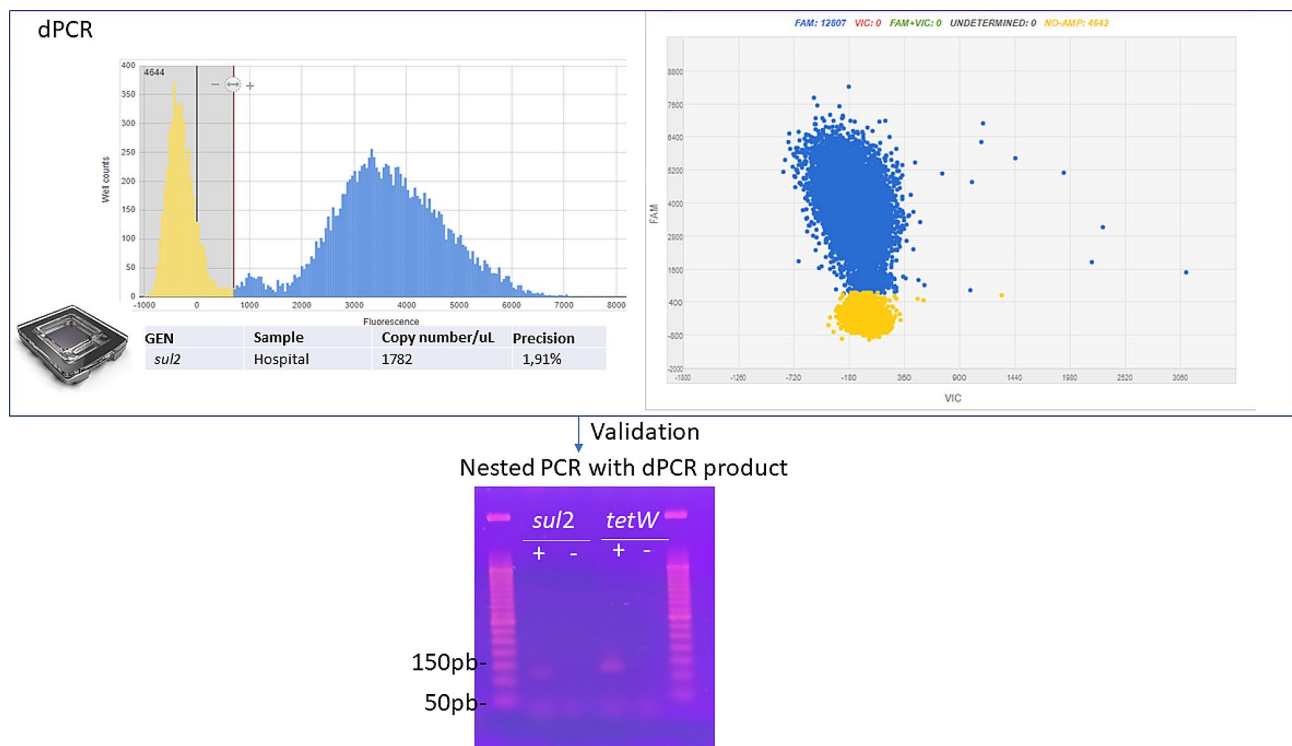 dPCR
4644
400
350
300
250
200
150
100
50
0
Well counts
-1000 0 1000 2000 3000 4000 5000 6000 7000 8000
Fluorescence
GEN Sample Copy number/uL Precision
sul2 Hospital 1782 1,91%
FAM: 12807 VIC: 0 FAM+VIC: 0 UNDETERMINED: 0 NO-AMP: 4642
8800
7600
6400
5200
4000
2800
1600
400
-800
-2000
FAM
-1800 -1260 -720 -180 360 900 1440 1980 2520 3060
VIC
Validation
Nested PCR with dPCR product
sul2 tetW
+ - + -
150pb-
50pb-